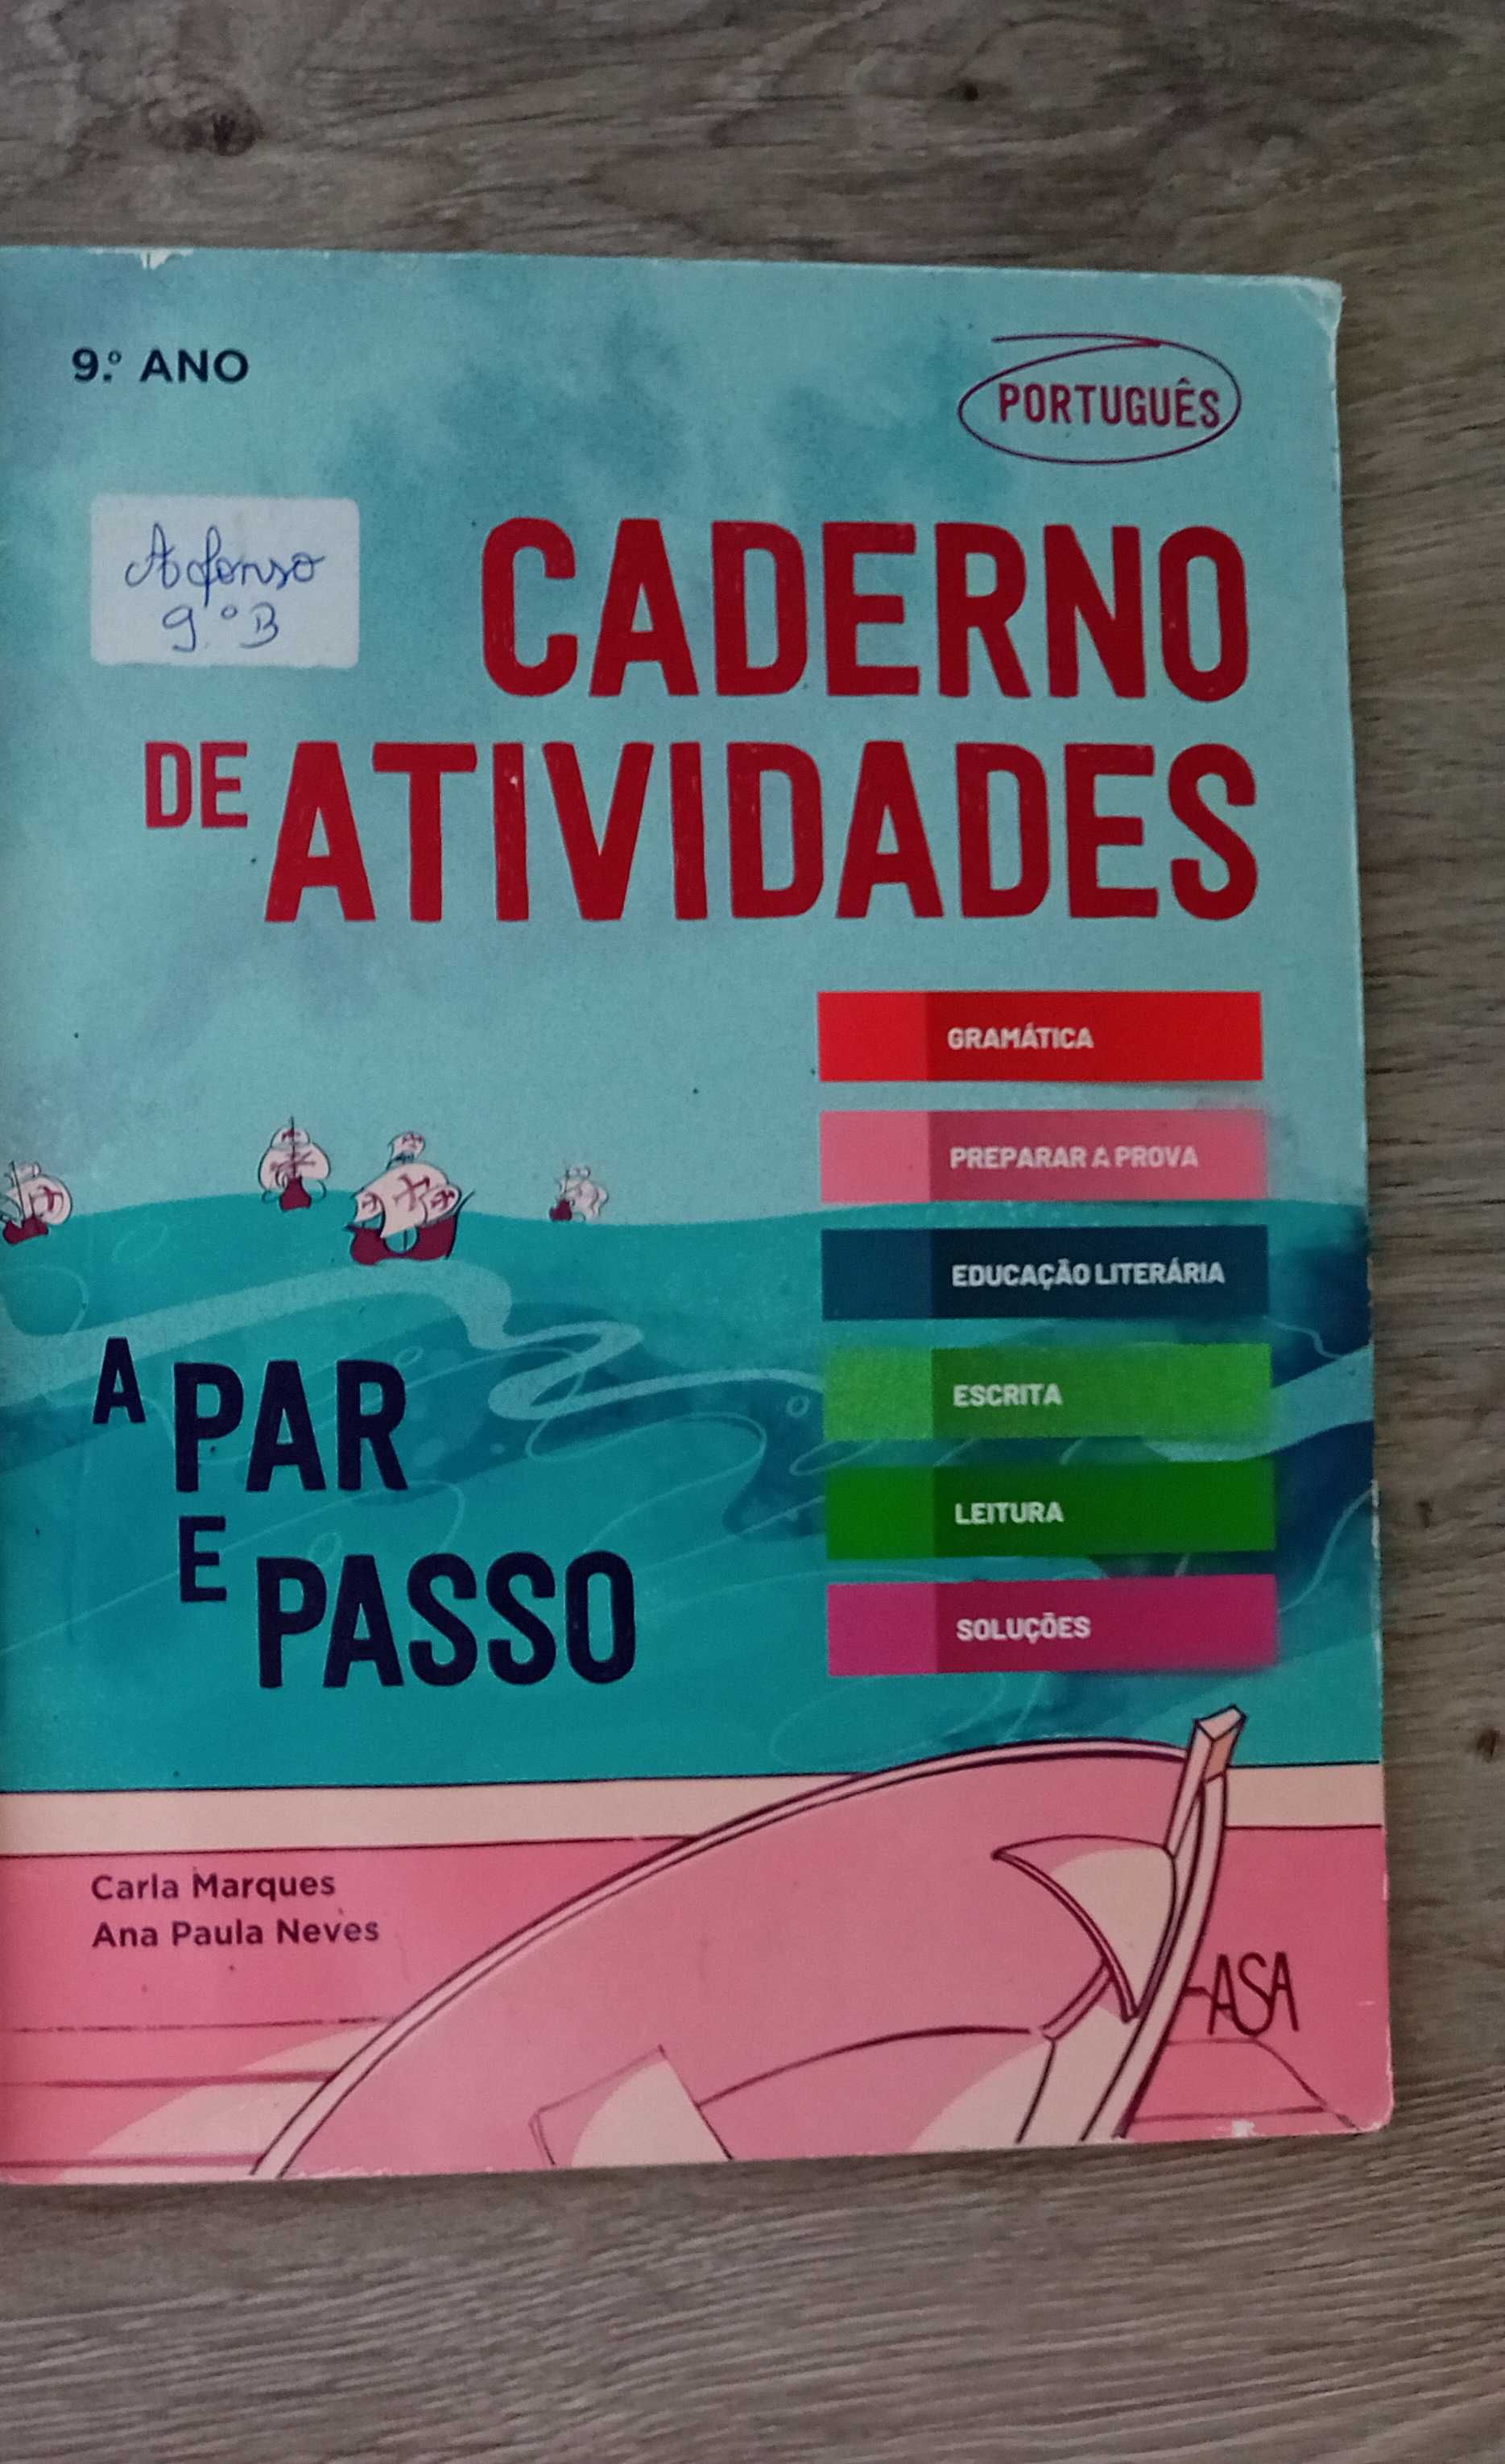 9.º ANO
PORTUGUÊS
Afonso
9.º B
CADERNO
DE ATIVIDADES
GRAMÁTICA
PREPARAR A PROVA
EDUCAÇÃO LITERÁRIA
ESCRITA
LEITURA
SOLUÇÕES
A PAR
E PASSO
Carla Marques
Ana Paula Neves
ASA